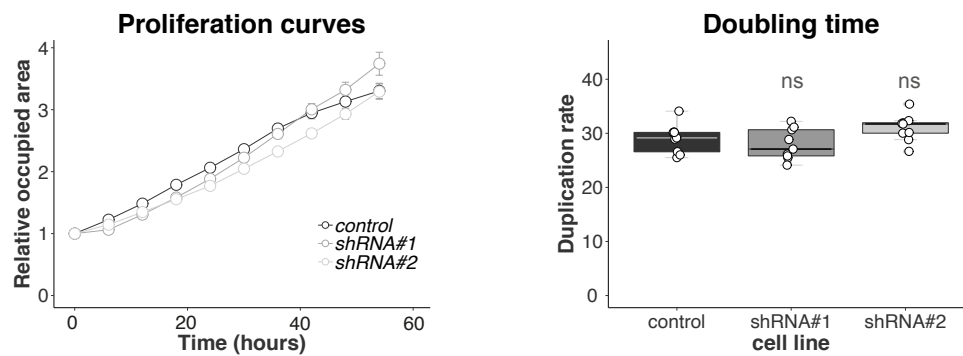 Proliferation curves
Relative occupied area
4
3
2
1
0
control
shRNA#1
shRNA#2
0
20
40
60
Time (hours)
Doubling time
Duplication rate
40
30
20
10
0
ns
ns
control
shRNA#1
shRNA#2
cell line